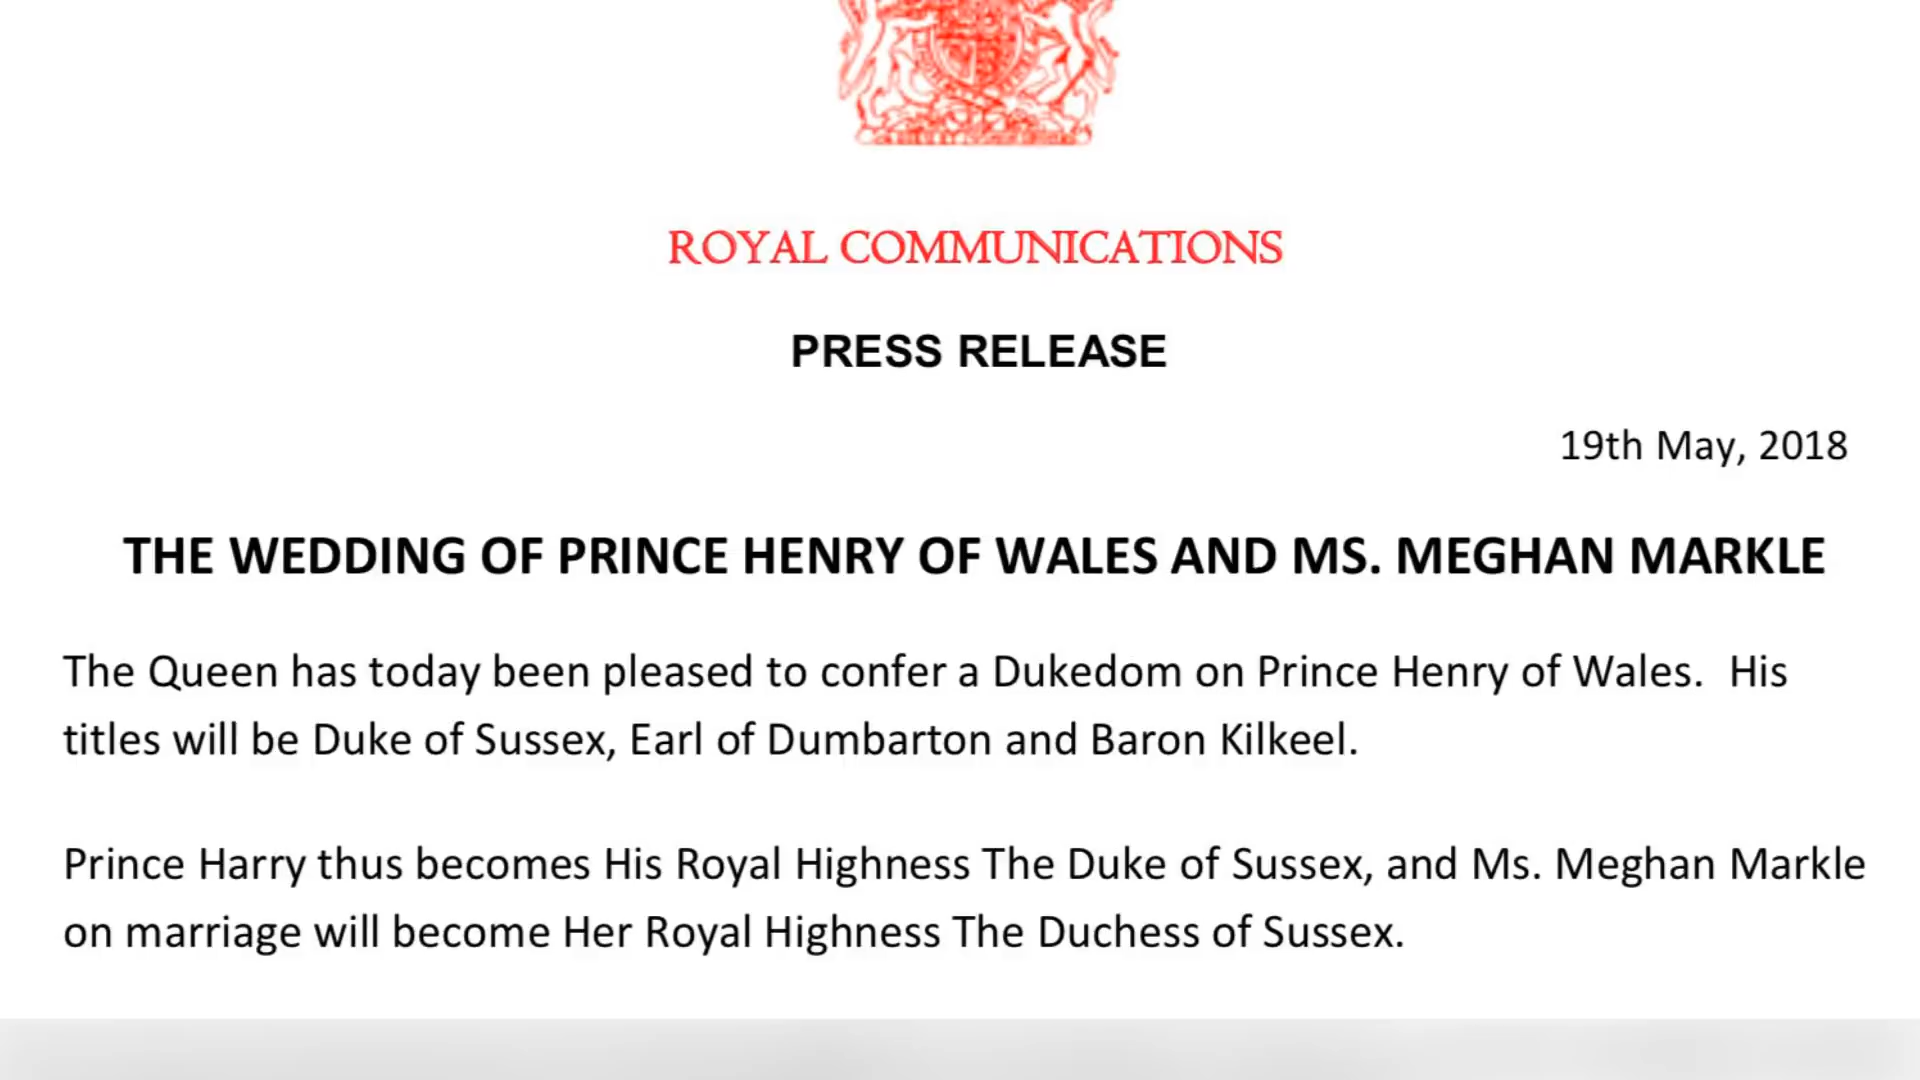 ROYAL COMMUNICATIONS
PRESS RELEASE
19th May, 2018
THE WEDDING OF PRINCE HENRY OF WALES AND MS. MEGHAN MARKLE
The Queen has today been pleased to confer a Dukedom on Prince Henry of Wales.  His
titles will be Duke of Sussex, Earl of Dumbarton and Baron Kilkeel.
Prince Harry thus becomes His Royal Highness The Duke of Sussex, and Ms. Meghan Markle
on marriage will become Her Royal Highness The Duchess of Sussex.